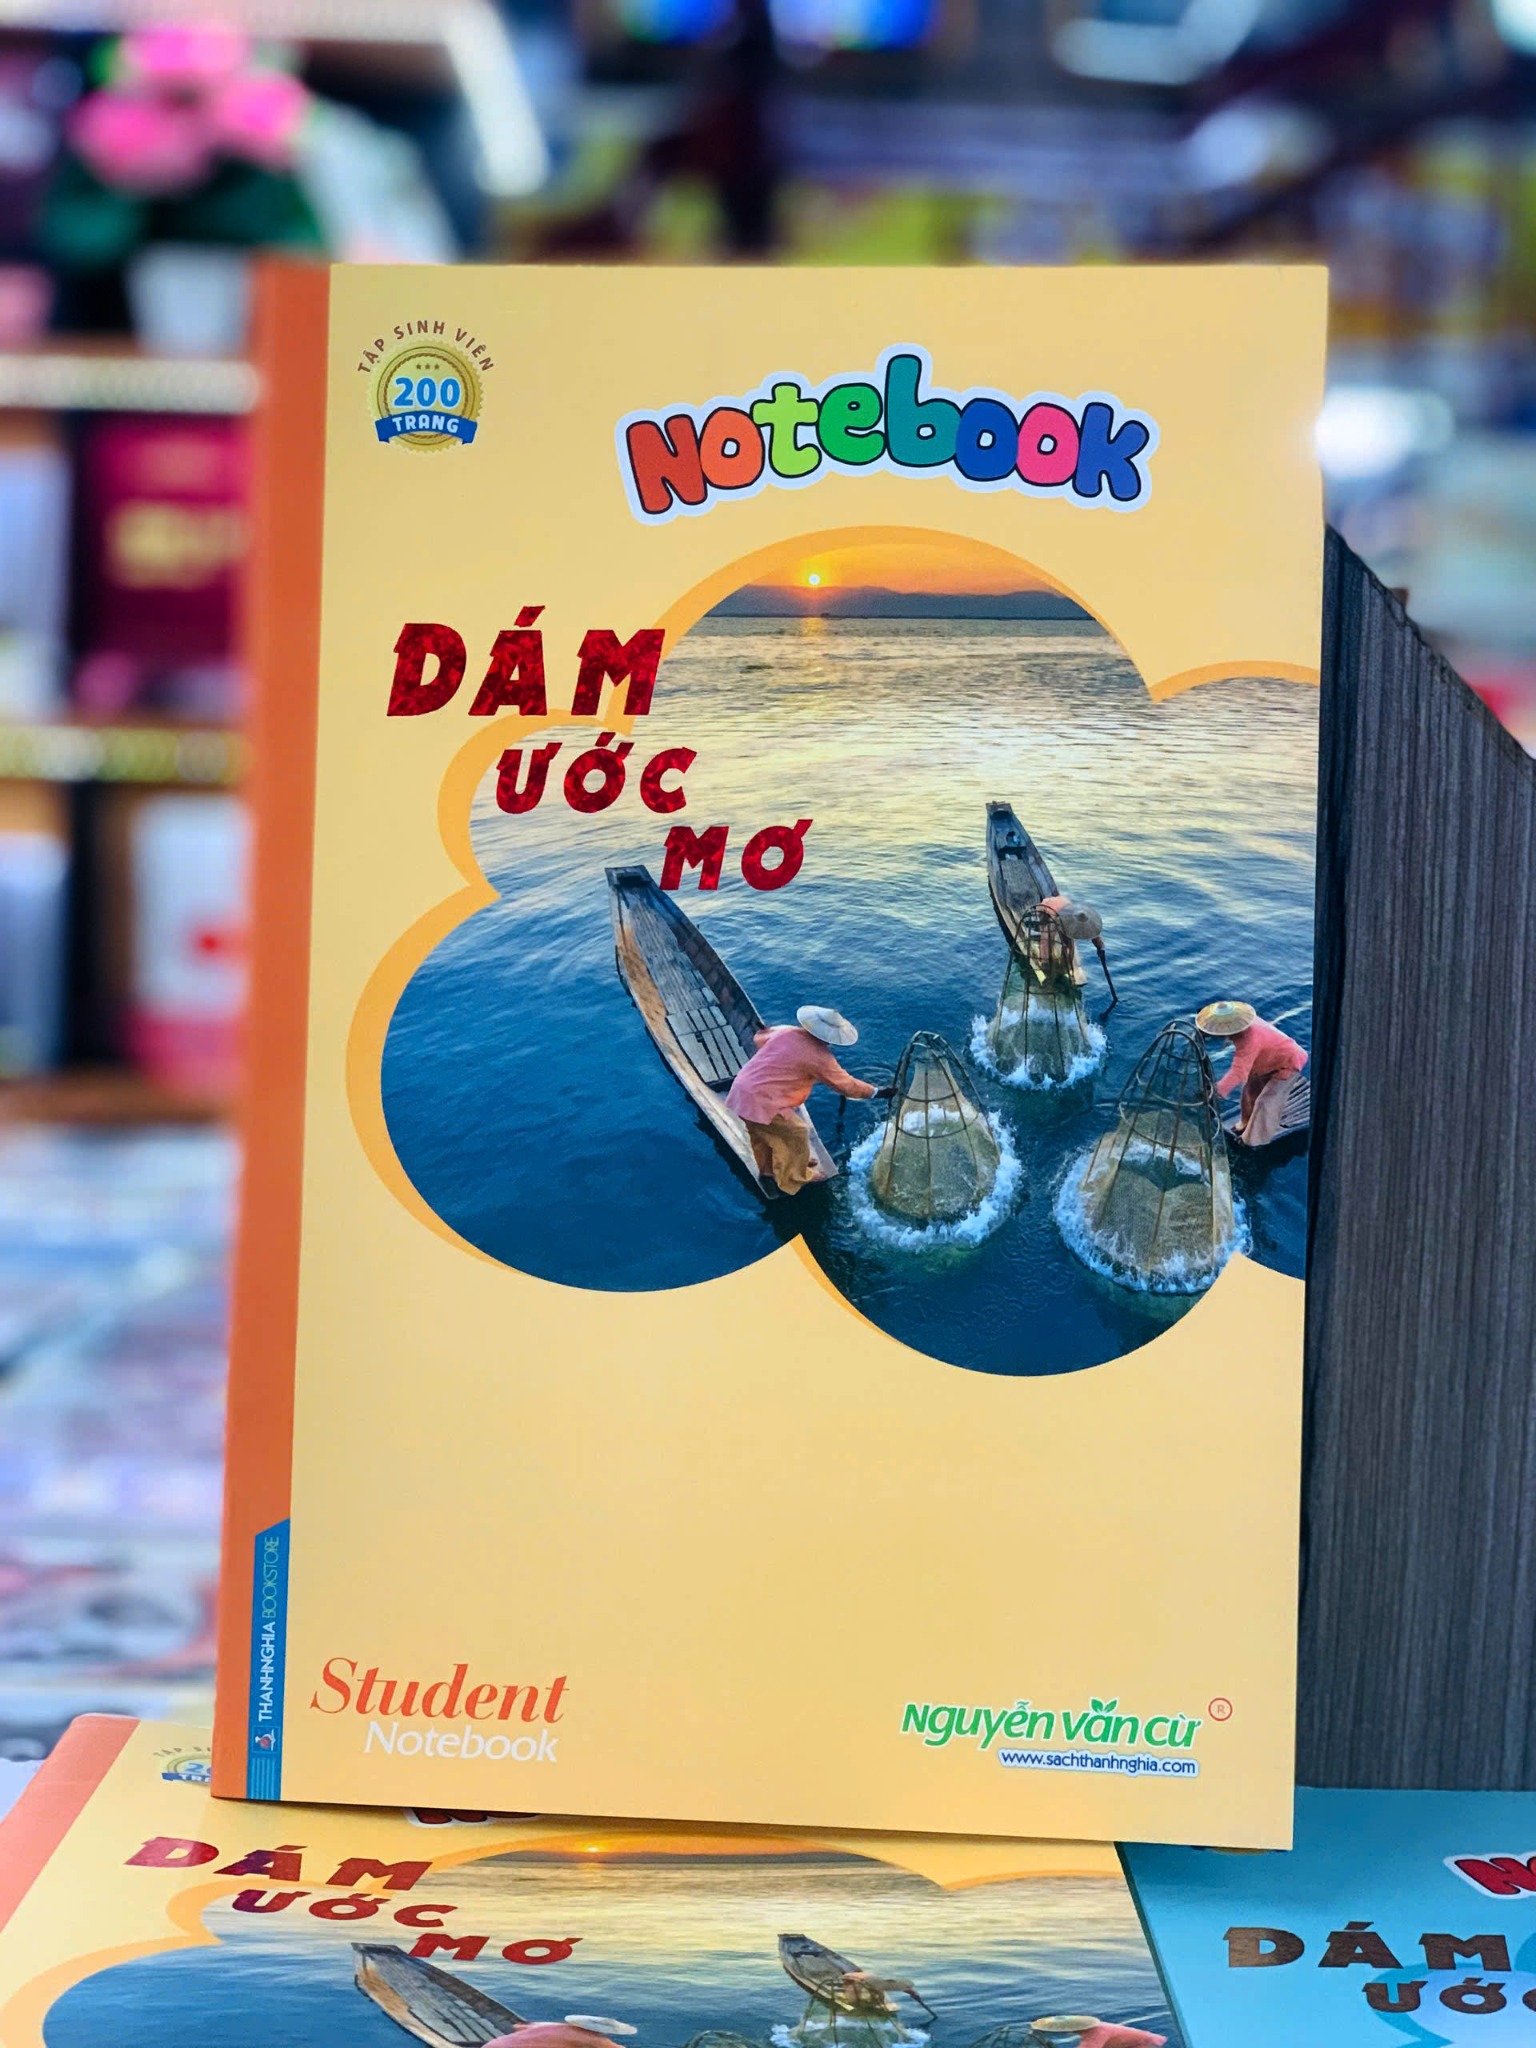 TẬP SINH VIÊN
200
TRANG
Notebook
DÁM
ƯỚC
MƠ
THANHNGHIA BOOKSTORE
Student
Notebook
Nguyễn Văn Cừ ®
www.sachthanhnghia.com
DÁM
ƯỚC
MƠ
DÁM